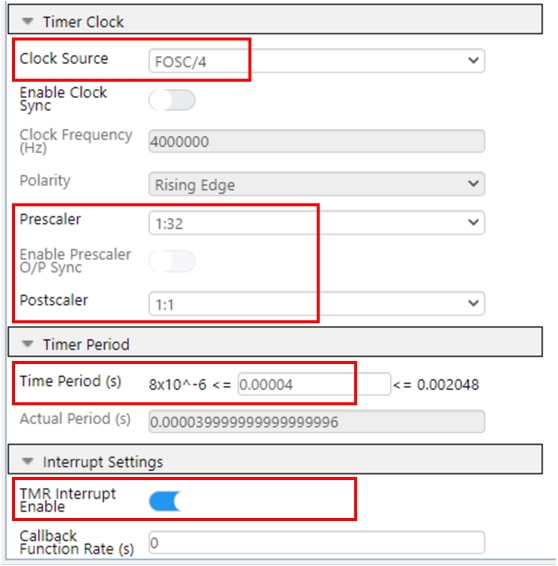 Timer Clock
Clock Source FOSC/4
Enable Clock
Sync
Clock Frequency
(Hz) 4000000
Polarity Rising Edge
Prescaler 1:32
Enable Prescaler
O/P Sync
Postscaler 1:1
Timer Period
Time Period (s) 8x10^-6 <= 0.00004 <= 0.002048
Actual Period (s) 0.000039999999999999996
Interrupt Settings
TMR Interrupt
Enable
Callback
Function Rate (s) 0